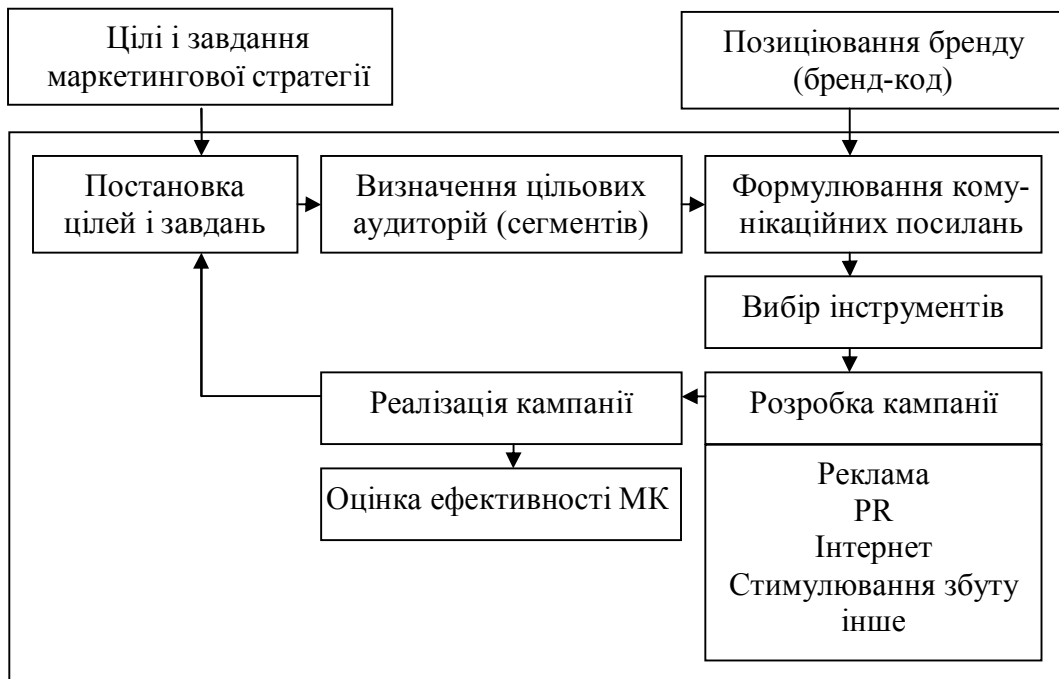 Цілі і завдання
маркетингової стратегії
Позиціювання бренду
(бренд-код)
Постановка
цілей і завдань
Визначення цільових
аудиторій (сегментів)
Формулювання кому-
нікаційних посилань
Вибір інструментів
Реалізація кампанії
Розробка кампанії
Оцінка ефективності МК
Реклама
PR
Інтернет
Стимулювання збуту
інше